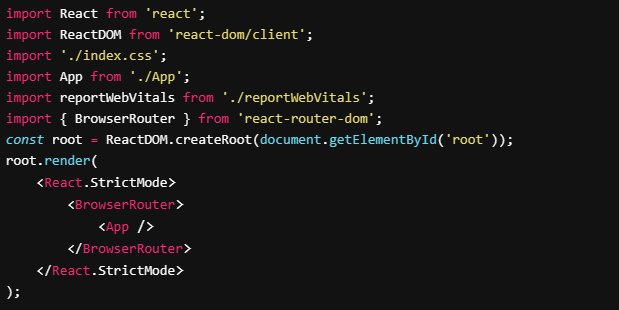 import React from 'react';
import ReactDOM from 'react-dom/client';
import './index.css';
import App from './App';
import reportWebVitals from './reportWebVitals';
import { BrowserRouter } from 'react-router-dom';
const root = ReactDOM.createRoot(document.getElementById('root'));
root.render(
    <React.StrictMode>
        <BrowserRouter>
            <App />
        </BrowserRouter>
    </React.StrictMode>
);